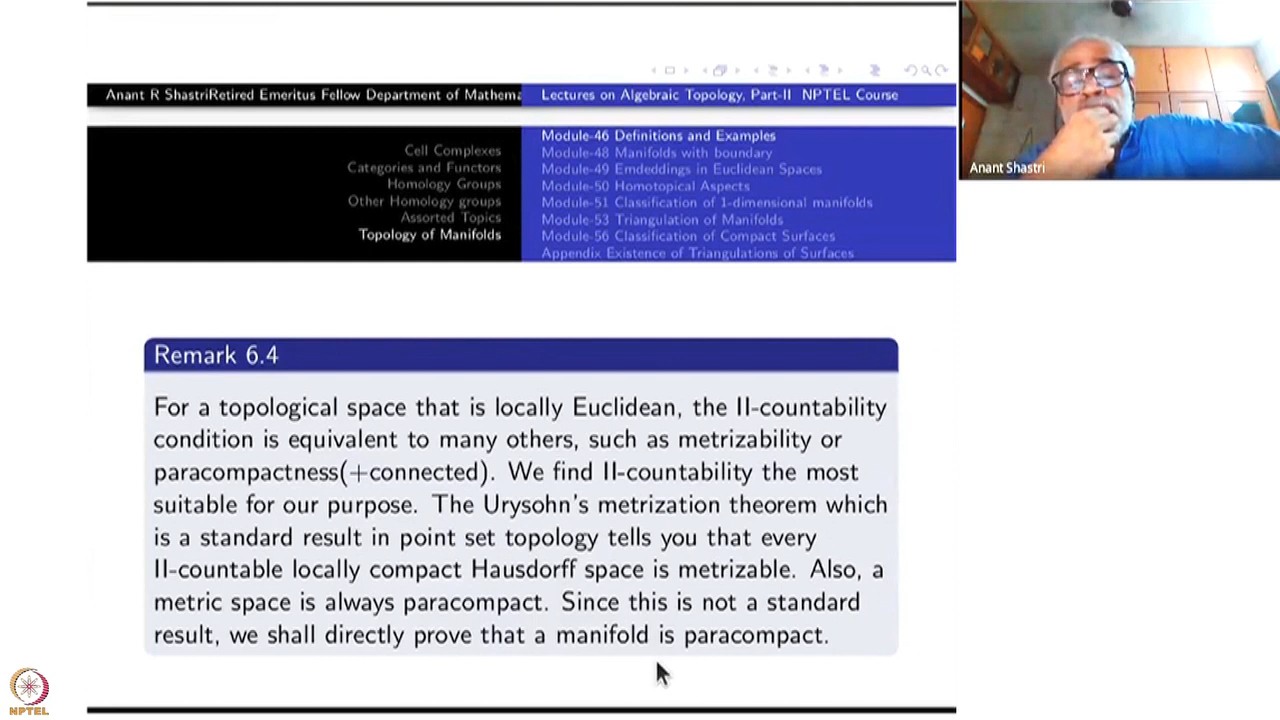 Anant R ShastriRetired Emeritus Fellow Department of Mathema
Lectures on Algebraic Topology, Part-II NPTEL Course
Cell Complexes
Categories and Functors
Homology Groups
Other Homology groups
Assorted Topics
Topology of Manifolds
Module-46 Definitions and Examples
Module-48 Manifolds with boundary
Module-49 Emdeddings in Euclidean Spaces
Module-50 Homotopical Aspects
Module-51 Classification of 1-dimensional manifolds
Module-53 Triangulation of Manifolds
Module-56 Classification of Compact Surfaces
Appendix Existence of Triangulations of Surfaces
Anant Shastri
Remark 6.4
For a topological space that is locally Euclidean, the II-countability
condition is equivalent to many others, such as metrizability or
paracompactness(+connected). We find II-countability the most
suitable for our purpose. The Urysohn's metrization theorem which
is a standard result in point set topology tells you that every
II-countable locally compact Hausdorff space is metrizable. Also, a
metric space is always paracompact. Since this is not a standard
result, we shall directly prove that a manifold is paracompact.
NPTEL